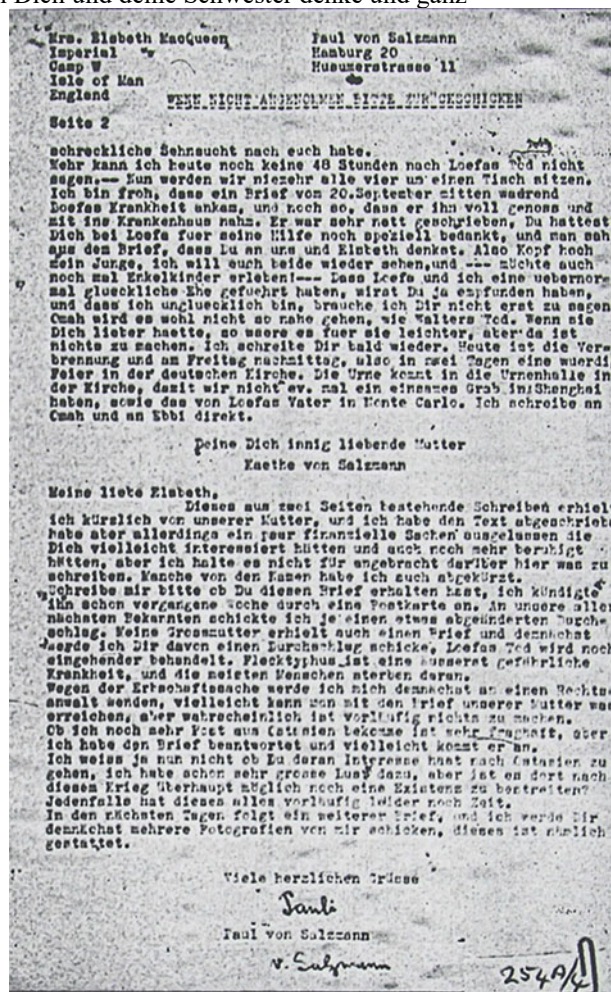 Dich und deine Schwester denke und ganz
Mrs. Elsbeth MacQueen Paul von Salzmann
Imperial Hamburg 20
Camp W Husumerstrasse 11
Isle of Man
England WENN NICHT ANGENOMMEN BITTE ZURÜCKSCHICKEN
Seite 2
schreckliche Sehnsucht nach euch habe.
Mehr kann ich heute noch keine 48 Stunden nach Loefas Tod nicht
sagen.-- Nun werden wir niemehr alle vier um einen Tisch sitzen.
Ich bin froh, dass ein Brief vom 20.September mitten waerend
Loefas Krankheit ankam, und noch so, dass er ihn voll genoss und
mit ins Krankenhaus nahm. Er war sehr nett geschrieben, Du hattest
Dich bei Loefa fuer seine Hilfe noch speziell bedankt, und man sah
aus dem Brief, dass Du an uns und Elsbeth denkst. Also Kopf hoch
mein Junge, ich will euch beide wieder sehen,und --- möchte auch
noch mal Enkelkinder erleben!--- Dass Loefa und ich eine uebernor-
mal glueckliche Ehe gefuehrt haben, wirst Du ja empfunden haben,
und dass ich ungluecklich bin, brauche ich Dir nicht erst zu sagen
Omah wird es wohl nicht so nahe gehen, wie Walters Tod. Wenn sie
Dich lieber haette, so waere es fuer sie leichter, aber da ist
nichts zu machen. Ich schreibe Dir bald wieder. Heute ist die Ver-
brennung und am Freitag nachmittag, also in zwei Tagen eine wuerdi
Feier in der deutschen Kirche. Die Urne kommt in die Urnenhalle in
der Kirche, damit wir nicht ev. mal ein einsames Grab in Shanghai
haben, sowie das von Loefas Vater in Monte Carlo. Ich schreibe an
Omah und an Ebbi direkt.
Deine Dich innig liebende Mutter
Kaethe von Salzmann
Meine liebe Elsbeth,
Dieses aus zwei Seiten bestehende Schreiben erhiel
ich kürzlich von unserer Mutter, und ich habe den Text abgeschriebe
habe aber allerdings ein paar finanzielle Sachen ausgelassen die
Dich vielleicht interessiert hätten und auch noch mehr beruhigt
hätten, aber ich halte es nicht für angebracht darüber hier was zu
schreiben. Manche von den Namen habe ich auch abgekürzt.
Schreibe mir bitte ob Du diesen Brief erhalten hast, ich kündigte
ihn schon vergangene Woche durch eine Postkarte an. An unsere aller
nächsten Bekannten schickte ich je einen etwas abgeänderten Durch
schlag. Meine Grossmutter erhielt auch einen Brief und demnächst
werde ich Dir davon einen Durchschlag schicke, Loefas Tod wird noch
eingehender behandelt. Flecktyphus ist eine äusserst gefährliche
Krankheit, und die meisten Menschen sterben daran.
Wegen der Erbschaftssache werde ich mich demnächst an einen Rechts
anwalt wenden, vielleicht kann man mit den Brief unserer Mutter was
erreichen, aber wahrscheinlich ist vorläufig nichts zu machen.
Ob ich noch mehr Post aus Ostasien bekomme ist sehr fraghaft, aber
ich habe den Brief beantwortet und vielleicht kommt er an.
Ich weiss ja nun nicht ob Du daran Interesse hast nach Ostasien zu
gehen, ich habe schon sehr grosse Lust dazu, aber ist es dort nach
diesem Krieg überhaupt möglich noch eine Existenz zu bestreiten?
Jedenfalls hat dieses alles vorläufig leider noch Zeit.
In den nächsten Tagen folgt ein weiterer Brief, und ich werde Dir
demnächst mehrere Fotografien von mir schicken, dieses ist nämlich
gestattet.
Viele herzlichen Grüsse
Pauli
Paul von Salzmann
v. Salzmann
254A/4